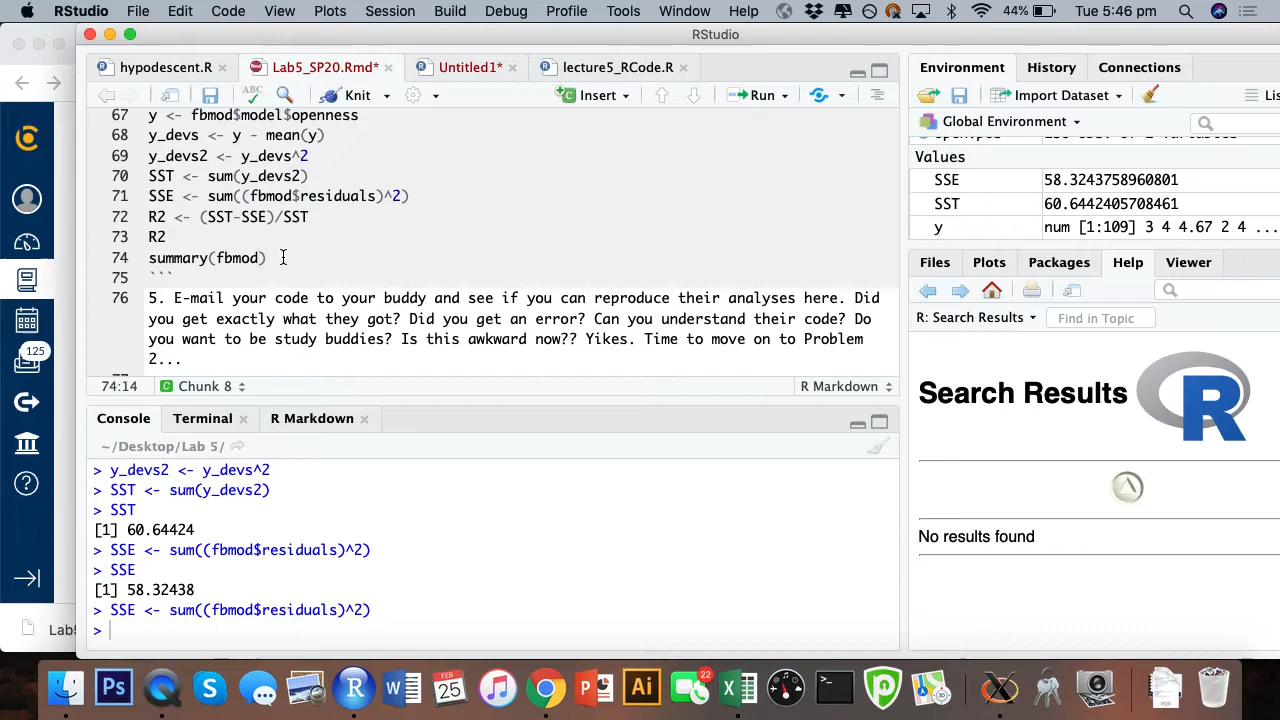 RStudio File Edit Code View Plots Session Build Debug Profile Tools Window Help 44% Tue 5:46 pm
RStudio
hypodescent.R Lab5_SP20.Rmd* Untitled1* lecture5_RCode.R
ABC Knit Insert Run
67 y <- fbmod$model$openness
68 y_devs <- y - mean(y)
69 y_devs2 <- y_devs^2
70 SST <- sum(y_devs2)
71 SSE <- sum((fbmod$residuals)^2)
72 R2 <- (SST-SSE)/SST
73 R2
74 summary(fbmod)
75 ```
76 5. E-mail your code to your buddy and see if you can reproduce their analyses here. Did
you get exactly what they got? Did you get an error? Can you understand their code? Do
you want to be study buddies? Is this awkward now?? Yikes. Time to move on to Problem
2...
74:14 C Chunk 8 R Markdown
Console Terminal R Markdown
~/Desktop/Lab 5/
> y_devs2 <- y_devs^2
> SST <- sum(y_devs2)
> SST
[1] 60.64424
> SSE <- sum((fbmod$residuals)^2)
> SSE
[1] 58.32438
> SSE <- sum((fbmod$residuals)^2)
>
Environment History Connections
Import Dataset Lis
Global Environment
Values
SSE 58.3243758960801
SST 60.6442405708461
y num [1:109] 3 4 4.67 2 4 ...
Files Plots Packages Help Viewer
R: Search Results Find in Topic
Search Results R
No results found
125
Lab5
Ps S R W FEB 25 22 P Ai X P PDF